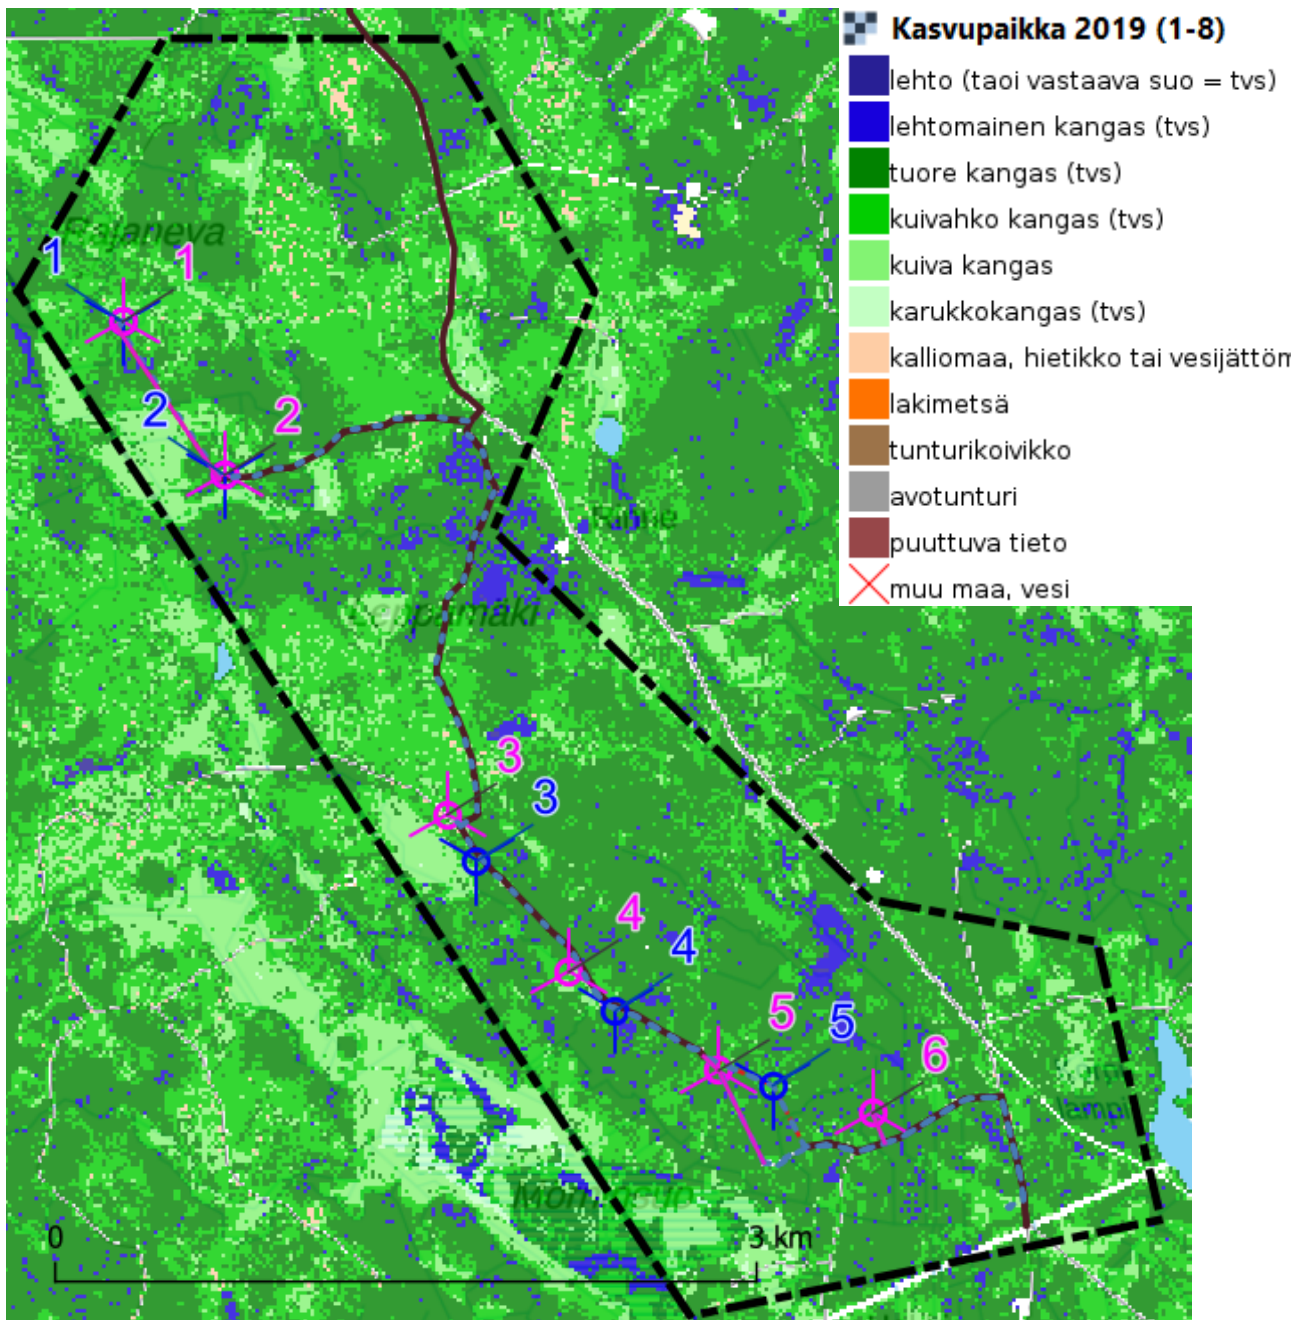 Kasvupaikka 2019 (1-8)
lehto (taoi vastaava suo = tvs)
lehtomainen kangas (tvs)
tuore kangas (tvs)
kuivahko kangas (tvs)
kuiva kangas
karukkokangas (tvs)
kalliomaa, hietikko tai vesijättöm
lakimetsä
tunturikoivikko
avotunturi
puuttuva tieto
muu maa, vesi
Rajaneva
1
1
2
2
3
3
4
4
5
5
6
0
3 km